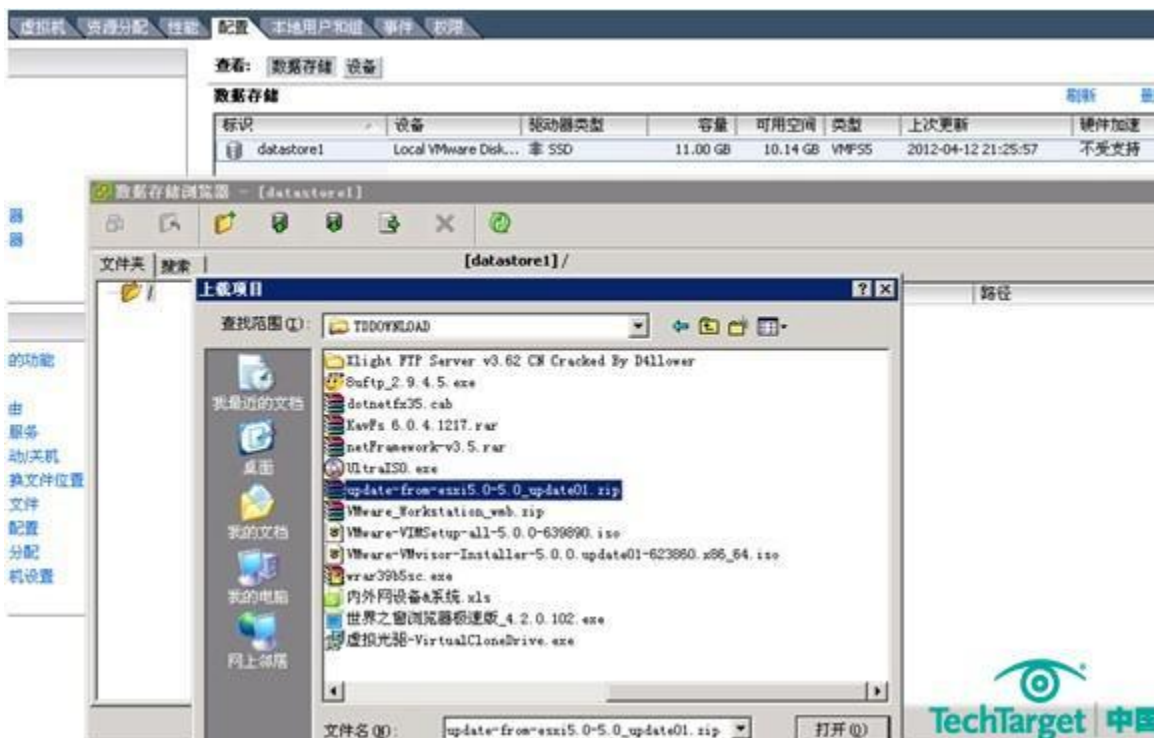 虚拟机 资源分配 性能 配置 本地用户和组 事件 权限
查看： 数据存储 设备
数据存储
刷新
标识 设备 驱动器类型 容量 可用空间 类型 上次更新 硬件加速
datastore1 Local VMware Disk... 非 SSD 11.00 GB 10.14 GB VMFS5 2012-04-12 21:25:57 不受支持
数据存储浏览器 - [datastore1]
器
器
文件夹 搜索 [datastore1] /
/
路径
上载项目
查找范围(I): TDDOWNLOAD
的功能
由
服务
动/关机
换文件位置
文件
配置
分配
机设置
我最近的文档
桌面
我的文档
我的电脑
网上邻居
Xlight FTP Server v3.62 CN Cracked By D4llower
8uftp_2.9.4.5.exe
dotnetfx35.cab
KavFs 6.0.4.1217.rar
netFramework-v3.5.rar
UltraISO.exe
update-from-esxi5.0-5.0_update01.zip
VMware_Workstation_wmb.zip
VMware-VIMSetup-all-5.0.0-639890.iso
VMware-VMvisor-Installer-5.0.0.update01-623860.x86_64.iso
wrar39b5sc.exe
内外网设备&系统.xls
世界之窗浏览器极速版_4.2.0.102.exe
虚拟光驱-VirtualCloneDrive.exe
文件名(N): update-from-esxi5.0-5.0_update01.zip 打开(O)
TechTarget 中国